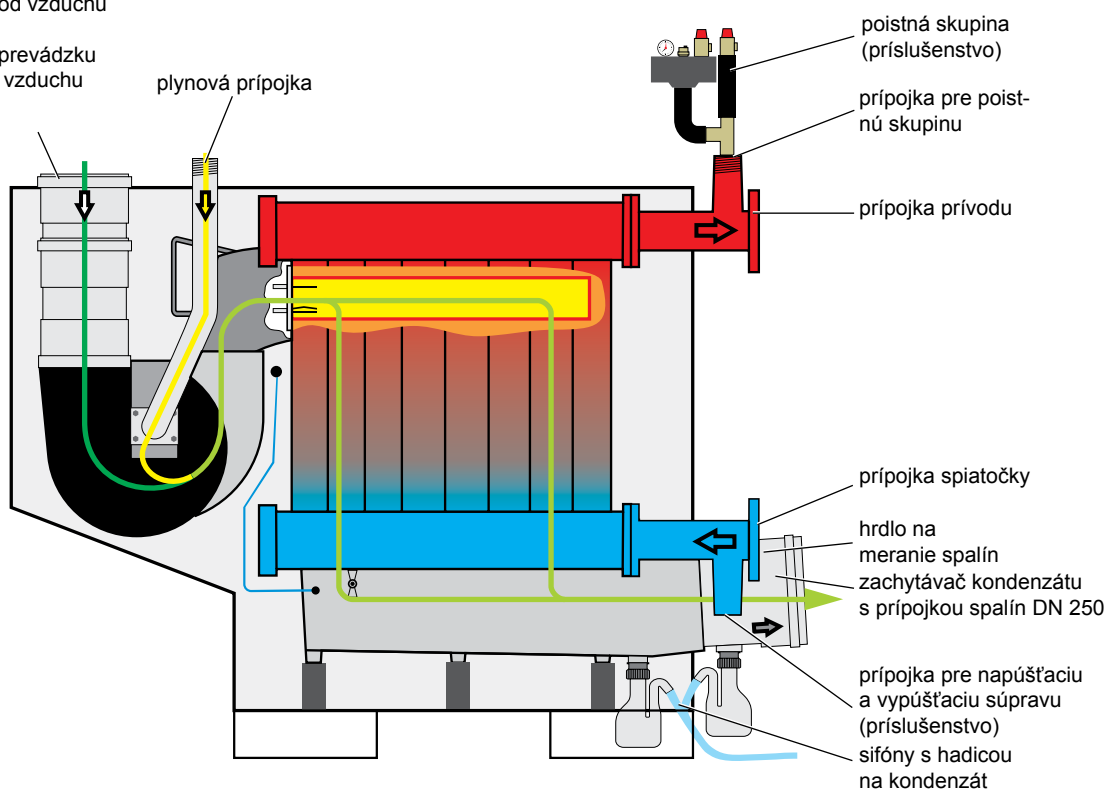 od vzduchu
prevádzku
vzduchu
plynová prípojka
poistná skupina
(príslušenstvo)
prípojka pre poist-
nú skupinu
prípojka prívodu
prípojka spiatočky
hrdlo na
meranie spalín
zachytávač kondenzátu
s prípojkou spalín DN 250
prípojka pre napúšťaciu
a vypúšťaciu súpravu
(príslušenstvo)
sifóny s hadicou
na kondenzát